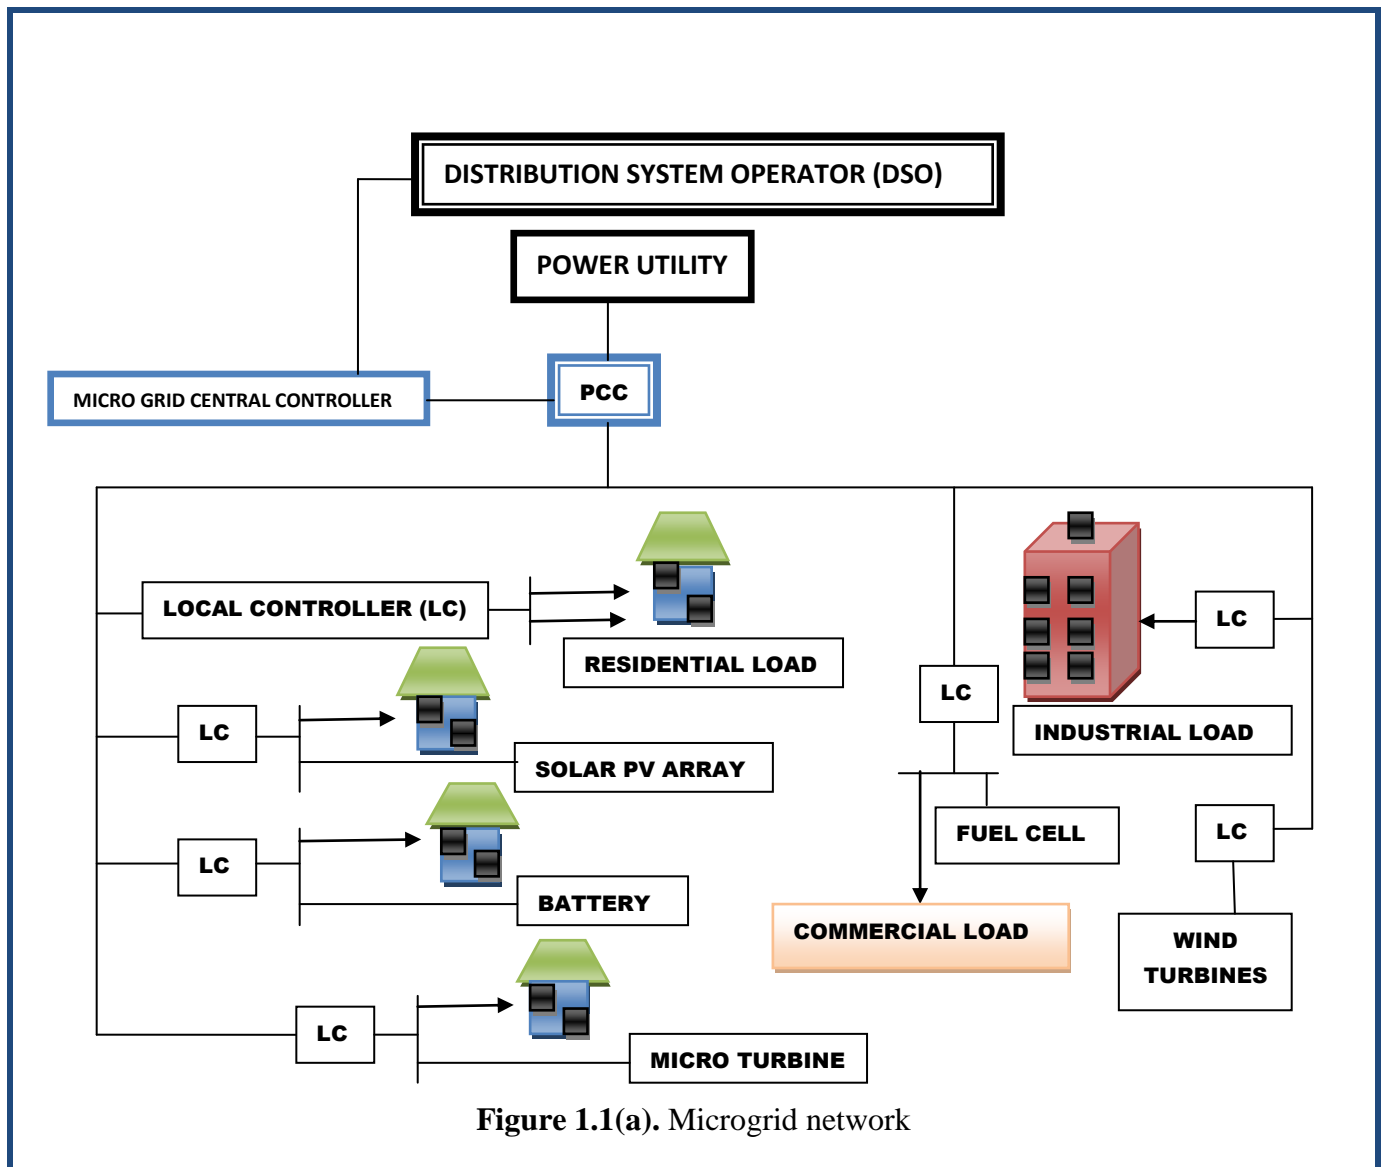 DISTRIBUTION SYSTEM OPERATOR (DSO)
POWER UTILITY
MICRO GRID CENTRAL CONTROLLER
PCC
LOCAL CONTROLLER (LC)
LC
RESIDENTIAL LOAD
LC
INDUSTRIAL LOAD
LC
SOLAR PV ARRAY
FUEL CELL
LC
LC
BATTERY
COMMERCIAL LOAD
WIND
TURBINES
LC
MICRO TURBINE
Figure 1.1(a). Microgrid network